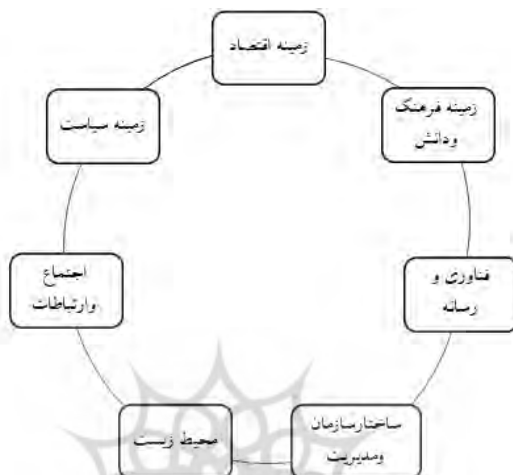 زمینه اقتصاد
زمینه فرهنگ
ودانش
فناوری و
رسانه
ساختارسازمان
ومدیریت
محیط زیست
اجتماع
وارتباطات
زمینه سیاست